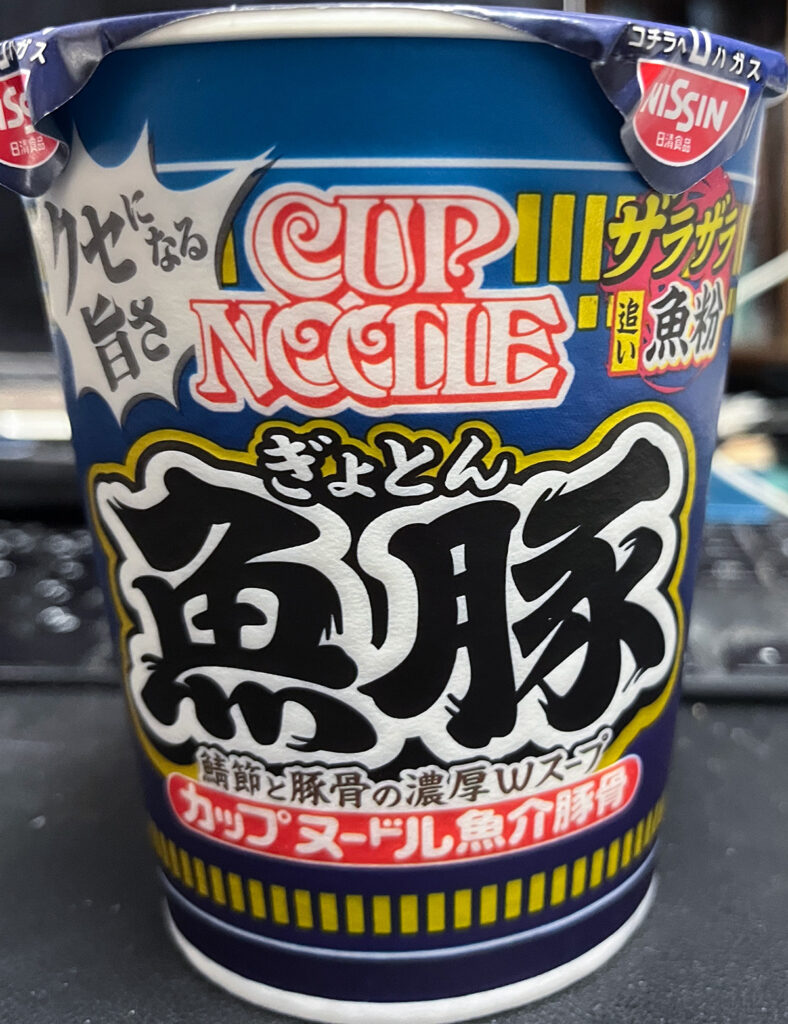 コチラへ
ハガス
NISSIN
日清食品
クセになる
旨さ
CUP
NOODLE
ザラザラ
追い
魚粉
ぎょとん
魚豚
鯖節と豚骨の濃厚Wスープ
カップヌードル魚介豚骨